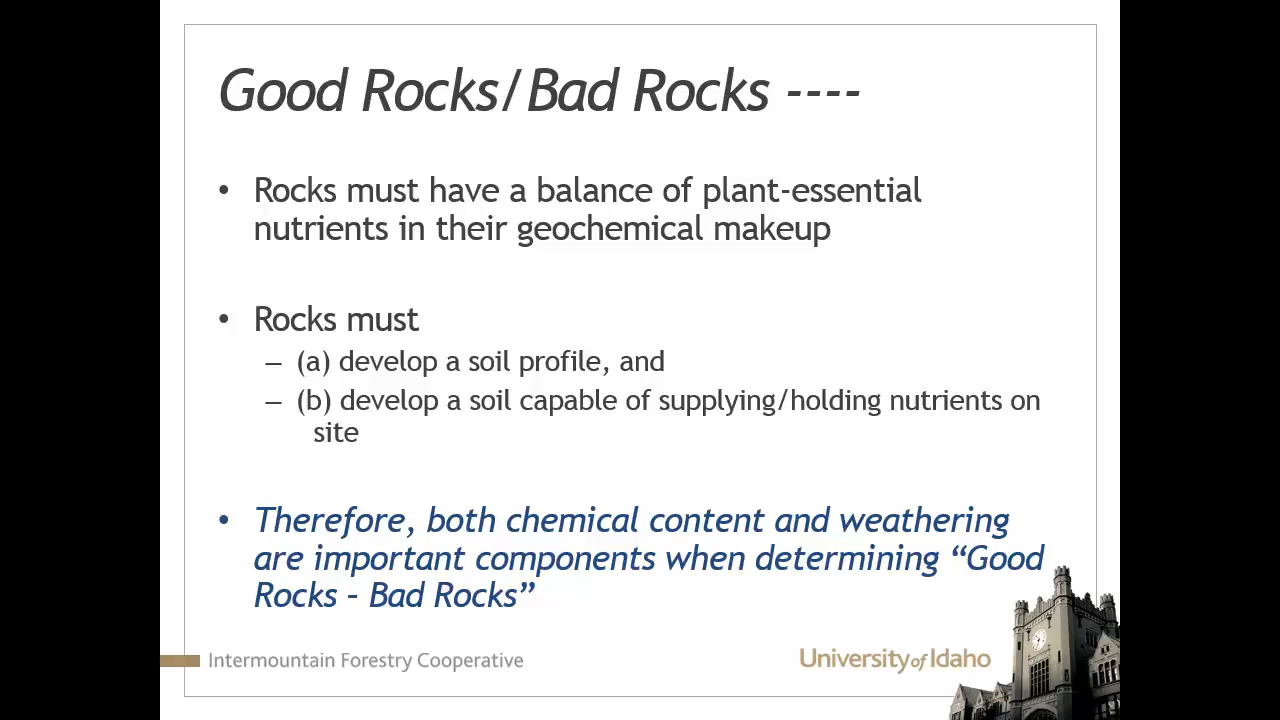 Good Rocks/Bad Rocks ----
• Rocks must have a balance of plant-essential
nutrients in their geochemical makeup
• Rocks must
– (a) develop a soil profile, and
– (b) develop a soil capable of supplying/holding nutrients on
site
• Therefore, both chemical content and weathering
are important components when determining “Good
Rocks – Bad Rocks”
Intermountain Forestry Cooperative
University of Idaho